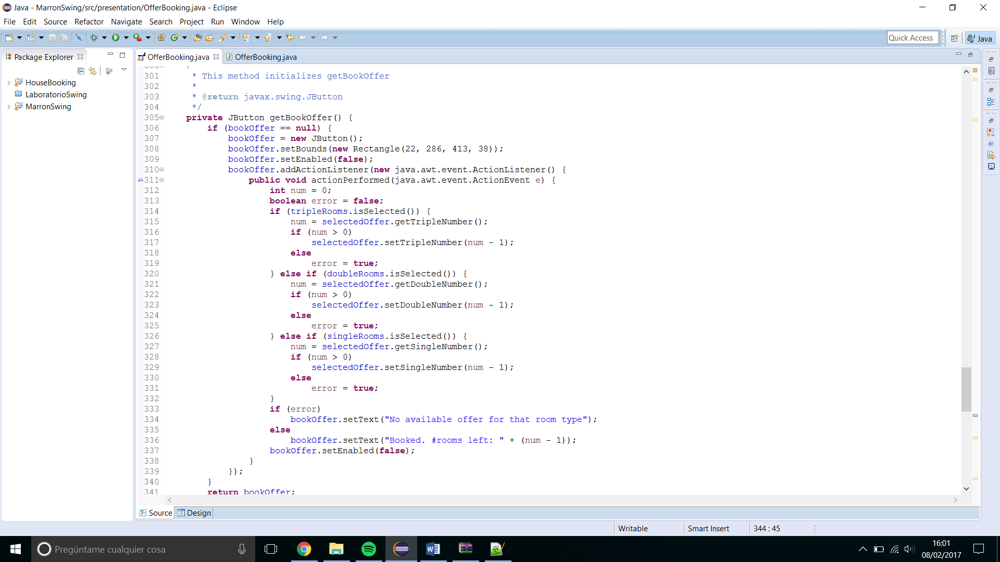 Java - MarronSwing/src/presentation/OfferBooking.java - Eclipse
File Edit Source Refactor Navigate Search Project Run Window Help
Quick Access
Java
Package Explorer
HouseBooking
LaboratorioSwing
MarronSwing
OfferBooking.java OfferBooking.java
301 * This method initializes getBookOffer
302 *
303 * @return javax.swing.JButton
304 */
305 private JButton getBookOffer() {
306 if (bookOffer == null) {
307 bookOffer = new JButton();
308 bookOffer.setBounds(new Rectangle(22, 286, 413, 38));
309 bookOffer.setEnabled(false);
310 bookOffer.addActionListener(new java.awt.event.ActionListener() {
311 public void actionPerformed(java.awt.event.ActionEvent e) {
312 int num = 0;
313 boolean error = false;
314 if (tripleRooms.isSelected()) {
315 num = selectedOffer.getTripleNumber();
316 if (num > 0)
317 selectedOffer.setTripleNumber(num - 1);
318 else
319 error = true;
320 } else if (doubleRooms.isSelected()) {
321 num = selectedOffer.getDoubleNumber();
322 if (num > 0)
323 selectedOffer.setDoubleNumber(num - 1);
324 else
325 error = true;
326 } else if (singleRooms.isSelected()) {
327 num = selectedOffer.getSingleNumber();
328 if (num > 0)
329 selectedOffer.setSingleNumber(num - 1);
330 else
331 error = true;
332 }
333 if (error)
334 bookOffer.setText("No available offer for that room type");
335 else
336 bookOffer.setText("Booked. #rooms left: " + (num - 1));
337 bookOffer.setEnabled(false);
338 }
339 });
340 }
341 return bookOffer;
Source Design
Writable Smart Insert 344 : 45
Pregúntame cualquier cosa
16:01
08/02/2017